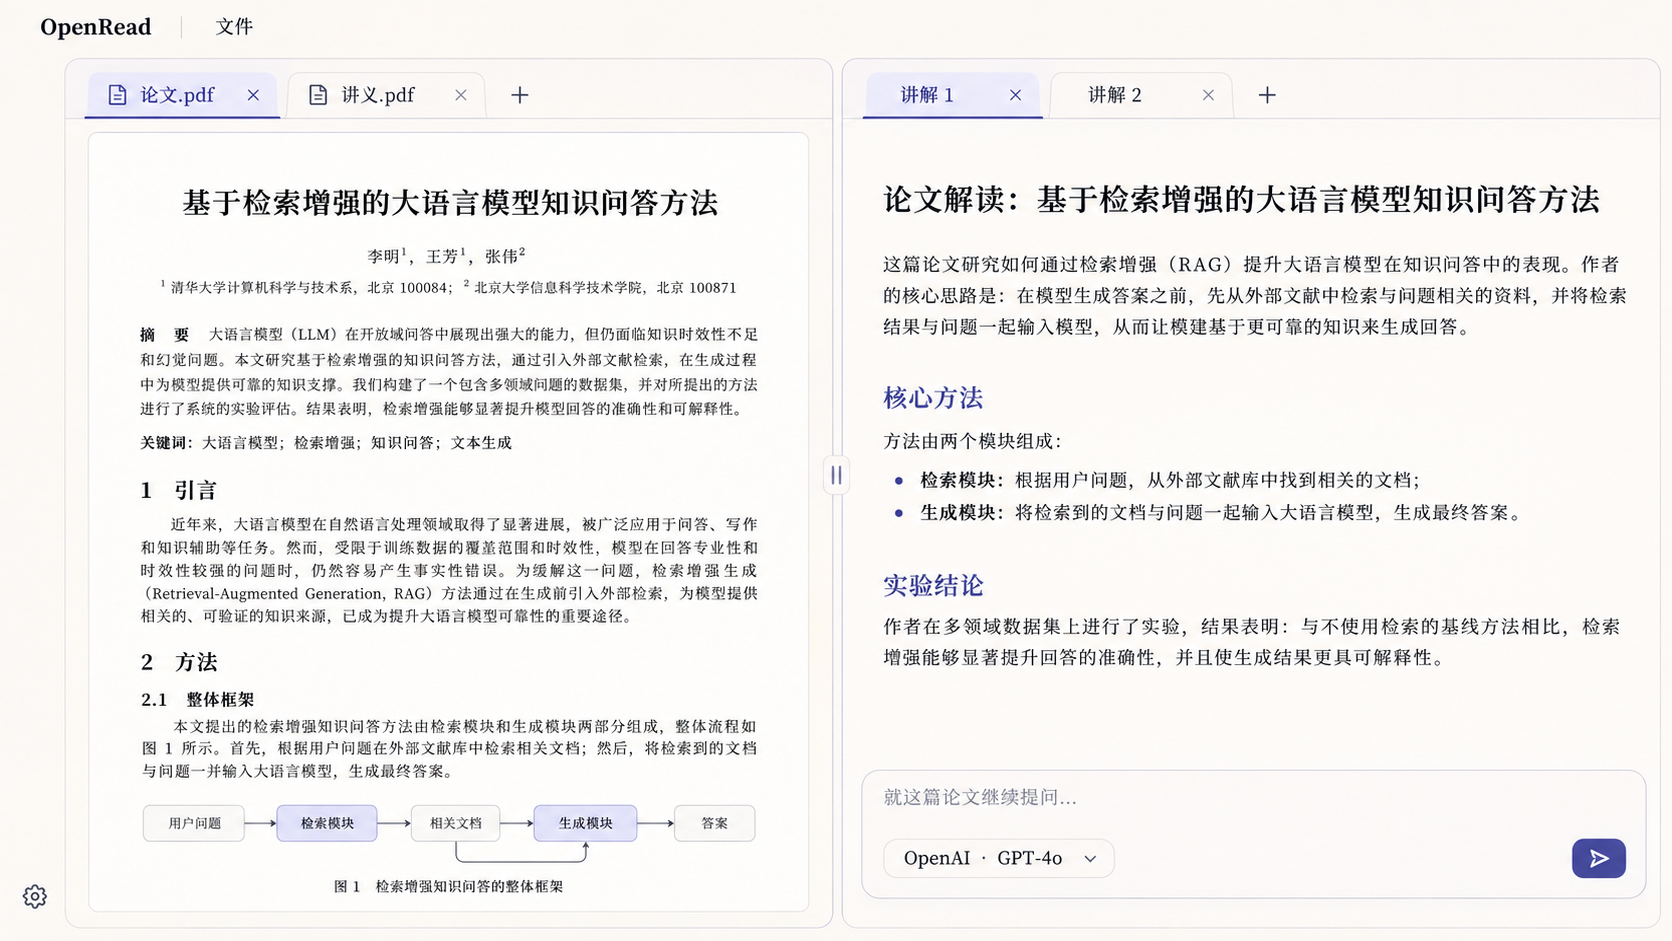 OpenRead
文件
论文.pdf
讲义.pdf
基于检索增强的大语言模型知识问答方法
李明1，王芳1，张伟2
1 清华大学计算机科学与技术系，北京 100084；2 北京大学信息科学技术学院，北京 100871
摘 要 大语言模型（LLM）在开放域问答中展现出强大的能力，但仍面临知识时效性不足
和幻觉问题。本文研究基于检索增强的知识问答方法，通过引入外部文献检索，在生成过程
中为模型提供可靠的知识支撑。我们构建了一个包含多领域问题的数据集，并对所提出的方法
进行了系统的实验评估。结果表明，检索增强能够显著提升模型回答的准确性和可解释性。
关键词：大语言模型；检索增强；知识问答；文本生成
1 引言
近年来，大语言模型在自然语言处理领域取得了显著进展，被广泛应用于问答、写作
和知识辅助等任务。然而，受限于训练数据的覆盖范围和时效性，模型在回答专业性和
时效性较强的问题时，仍然容易产生事实性错误。为缓解这一问题，检索增强生成
（Retrieval-Augmented Generation, RAG）方法通过在生成前引入外部检索，为模型提供
相关的、可验证的知识来源，已成为提升大语言模型可靠性的重要途径。
2 方法
2.1 整体框架
本文提出的检索增强知识问答方法由检索模块和生成模块两部分组成，整体流程如
图 1 所示。首先，根据用户问题在外部文献库中检索相关文档；然后，将检索到的文档
与问题一并输入大语言模型，生成最终答案。
用户问题
检索模块
相关文档
生成模块
答案
图 1 检索增强知识问答的整体框架
讲解 1
讲解 2
论文解读：基于检索增强的大语言模型知识问答方法
这篇论文研究如何通过检索增强（RAG）提升大语言模型在知识问答中的表现。作者
的核心思路是：在模型生成答案之前，先从外部文献中检索与问题相关的资料，并将检索
结果与问题一起输入模型，从而让模建基于更可靠的知识来生成回答。
核心方法
方法由两个模块组成：
• 检索模块：根据用户问题，从外部文献库中找到相关的文档；
• 生成模块：将检索到的文档与问题一起输入大语言模型，生成最终答案。
实验结论
作者在多领域数据集上进行了实验，结果表明：与不使用检索的基线方法相比，检索
增强能够显著提升回答的准确性，并且使生成结果更具可解释性。
就这篇论文继续提问...
OpenAI · GPT-4o